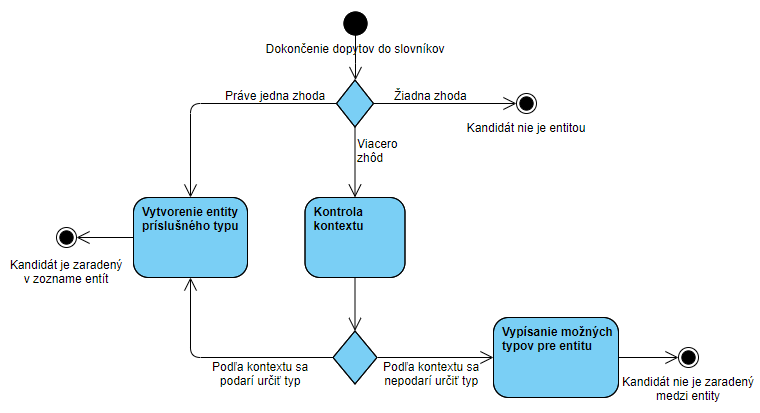 Dokončenie dopytov do slovníkov
Práve jedna zhoda
Žiadna zhoda
Kandidát nie je entitou
Viacero
zhôd
Vytvorenie entity
príslušného typu
Kontrola
kontextu
Kandidát je zaradený
v zozname entít
Podľa kontextu sa
podarí určiť typ
Podľa kontextu sa
nepodarí určiť typ
Vypísanie možných
typov pre entitu
Kandidát nie je zaradený
medzi entity